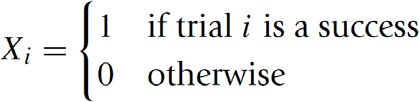 X_i = { 1 if trial i is a success
0 otherwise